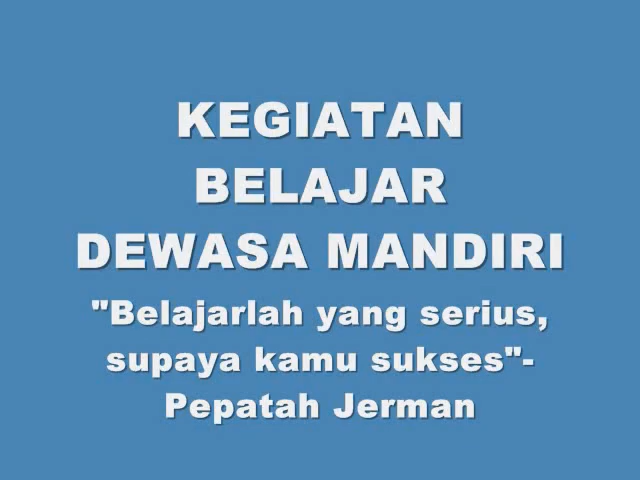 KEGIATAN
BELAJAR
DEWASA MANDIRI
"Belajarlah yang serius,
supaya kamu sukses"-
Pepatah Jerman